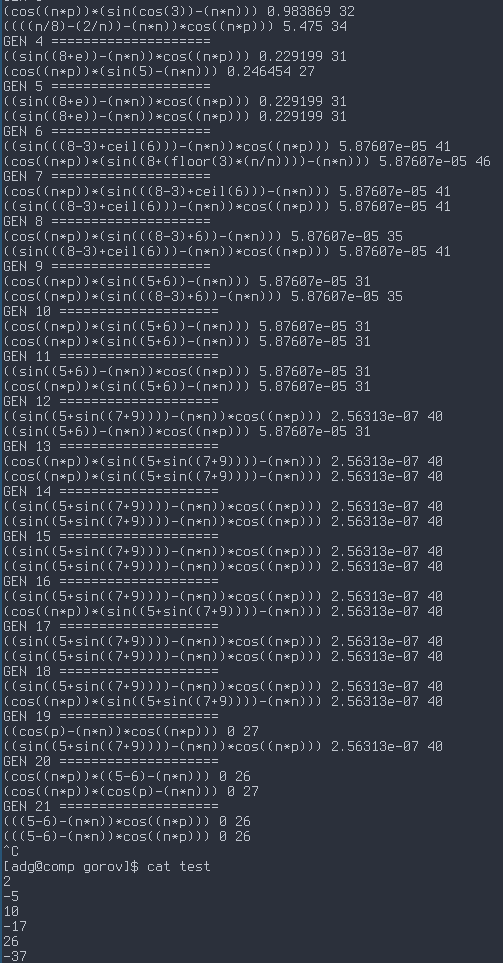 (cos((n*p))*(sin(cos(3))-(n*n))) 0.983869 32
((((n/8)-(2/n))-(n*n))*cos((n*p))) 5.475 34
GEN 4 ====================
((sin((8+e))-(n*n))*cos((n*p))) 0.229199 31
(cos((n*p))*(sin(5)-(n*n))) 0.246454 27
GEN 5 ====================
((sin((8+e))-(n*n))*cos((n*p))) 0.229199 31
((sin((8+e))-(n*n))*cos((n*p))) 0.229199 31
GEN 6 ====================
((sin(((8-3)+ceil(6)))-(n*n))*cos((n*p))) 5.87607e-05 41
(cos((n*p))*(sin((8+(floor(3)*(n/n))))-(n*n))) 5.87607e-05 46
GEN 7 ====================
(cos((n*p))*(sin(((8-3)+ceil(6)))-(n*n))) 5.87607e-05 41
((sin(((8-3)+ceil(6)))-(n*n))*cos((n*p))) 5.87607e-05 41
GEN 8 ====================
(cos((n*p))*(sin(((8-3)+6))-(n*n))) 5.87607e-05 35
((sin(((8-3)+ceil(6)))-(n*n))*cos((n*p))) 5.87607e-05 41
GEN 9 ====================
(cos((n*p))*(sin((5+6))-(n*n))) 5.87607e-05 31
(cos((n*p))*(sin(((8-3)+6))-(n*n))) 5.87607e-05 35
GEN 10 ====================
(cos((n*p))*(sin((5+6))-(n*n))) 5.87607e-05 31
(cos((n*p))*(sin((5+6))-(n*n))) 5.87607e-05 31
GEN 11 ====================
((sin((5+6))-(n*n))*cos((n*p))) 5.87607e-05 31
(cos((n*p))*(sin((5+6))-(n*n))) 5.87607e-05 31
GEN 12 ====================
((sin((5+sin((7+9))))-(n*n))*cos((n*p))) 2.56313e-07 40
((sin((5+6))-(n*n))*cos((n*p))) 5.87607e-05 31
GEN 13 ====================
(cos((n*p))*(sin((5+sin((7+9))))-(n*n))) 2.56313e-07 40
(cos((n*p))*(sin((5+sin((7+9))))-(n*n))) 2.56313e-07 40
GEN 14 ====================
((sin((5+sin((7+9))))-(n*n))*cos((n*p))) 2.56313e-07 40
((sin((5+sin((7+9))))-(n*n))*cos((n*p))) 2.56313e-07 40
GEN 15 ====================
((sin((5+sin((7+9))))-(n*n))*cos((n*p))) 2.56313e-07 40
((sin((5+sin((7+9))))-(n*n))*cos((n*p))) 2.56313e-07 40
GEN 16 ====================
((sin((5+sin((7+9))))-(n*n))*cos((n*p))) 2.56313e-07 40
(cos((n*p))*(sin((5+sin((7+9))))-(n*n))) 2.56313e-07 40
GEN 17 ====================
((sin((5+sin((7+9))))-(n*n))*cos((n*p))) 2.56313e-07 40
((sin((5+sin((7+9))))-(n*n))*cos((n*p))) 2.56313e-07 40
GEN 18 ====================
((sin((5+sin((7+9))))-(n*n))*cos((n*p))) 2.56313e-07 40
(cos((n*p))*(sin((5+sin((7+9))))-(n*n))) 2.56313e-07 40
GEN 19 ====================
((cos(p)-(n*n))*cos((n*p))) 0 27
((sin((5+sin((7+9))))-(n*n))*cos((n*p))) 2.56313e-07 40
GEN 20 ====================
(cos((n*p))*((5-6)-(n*n))) 0 26
(cos((n*p))*(cos(p)-(n*n))) 0 27
GEN 21 ====================
(((5-6)-(n*n))*cos((n*p))) 0 26
(((5-6)-(n*n))*cos((n*p))) 0 26
^C
[adg@comp gorov]$ cat test
2
-5
10
-17
26
-37